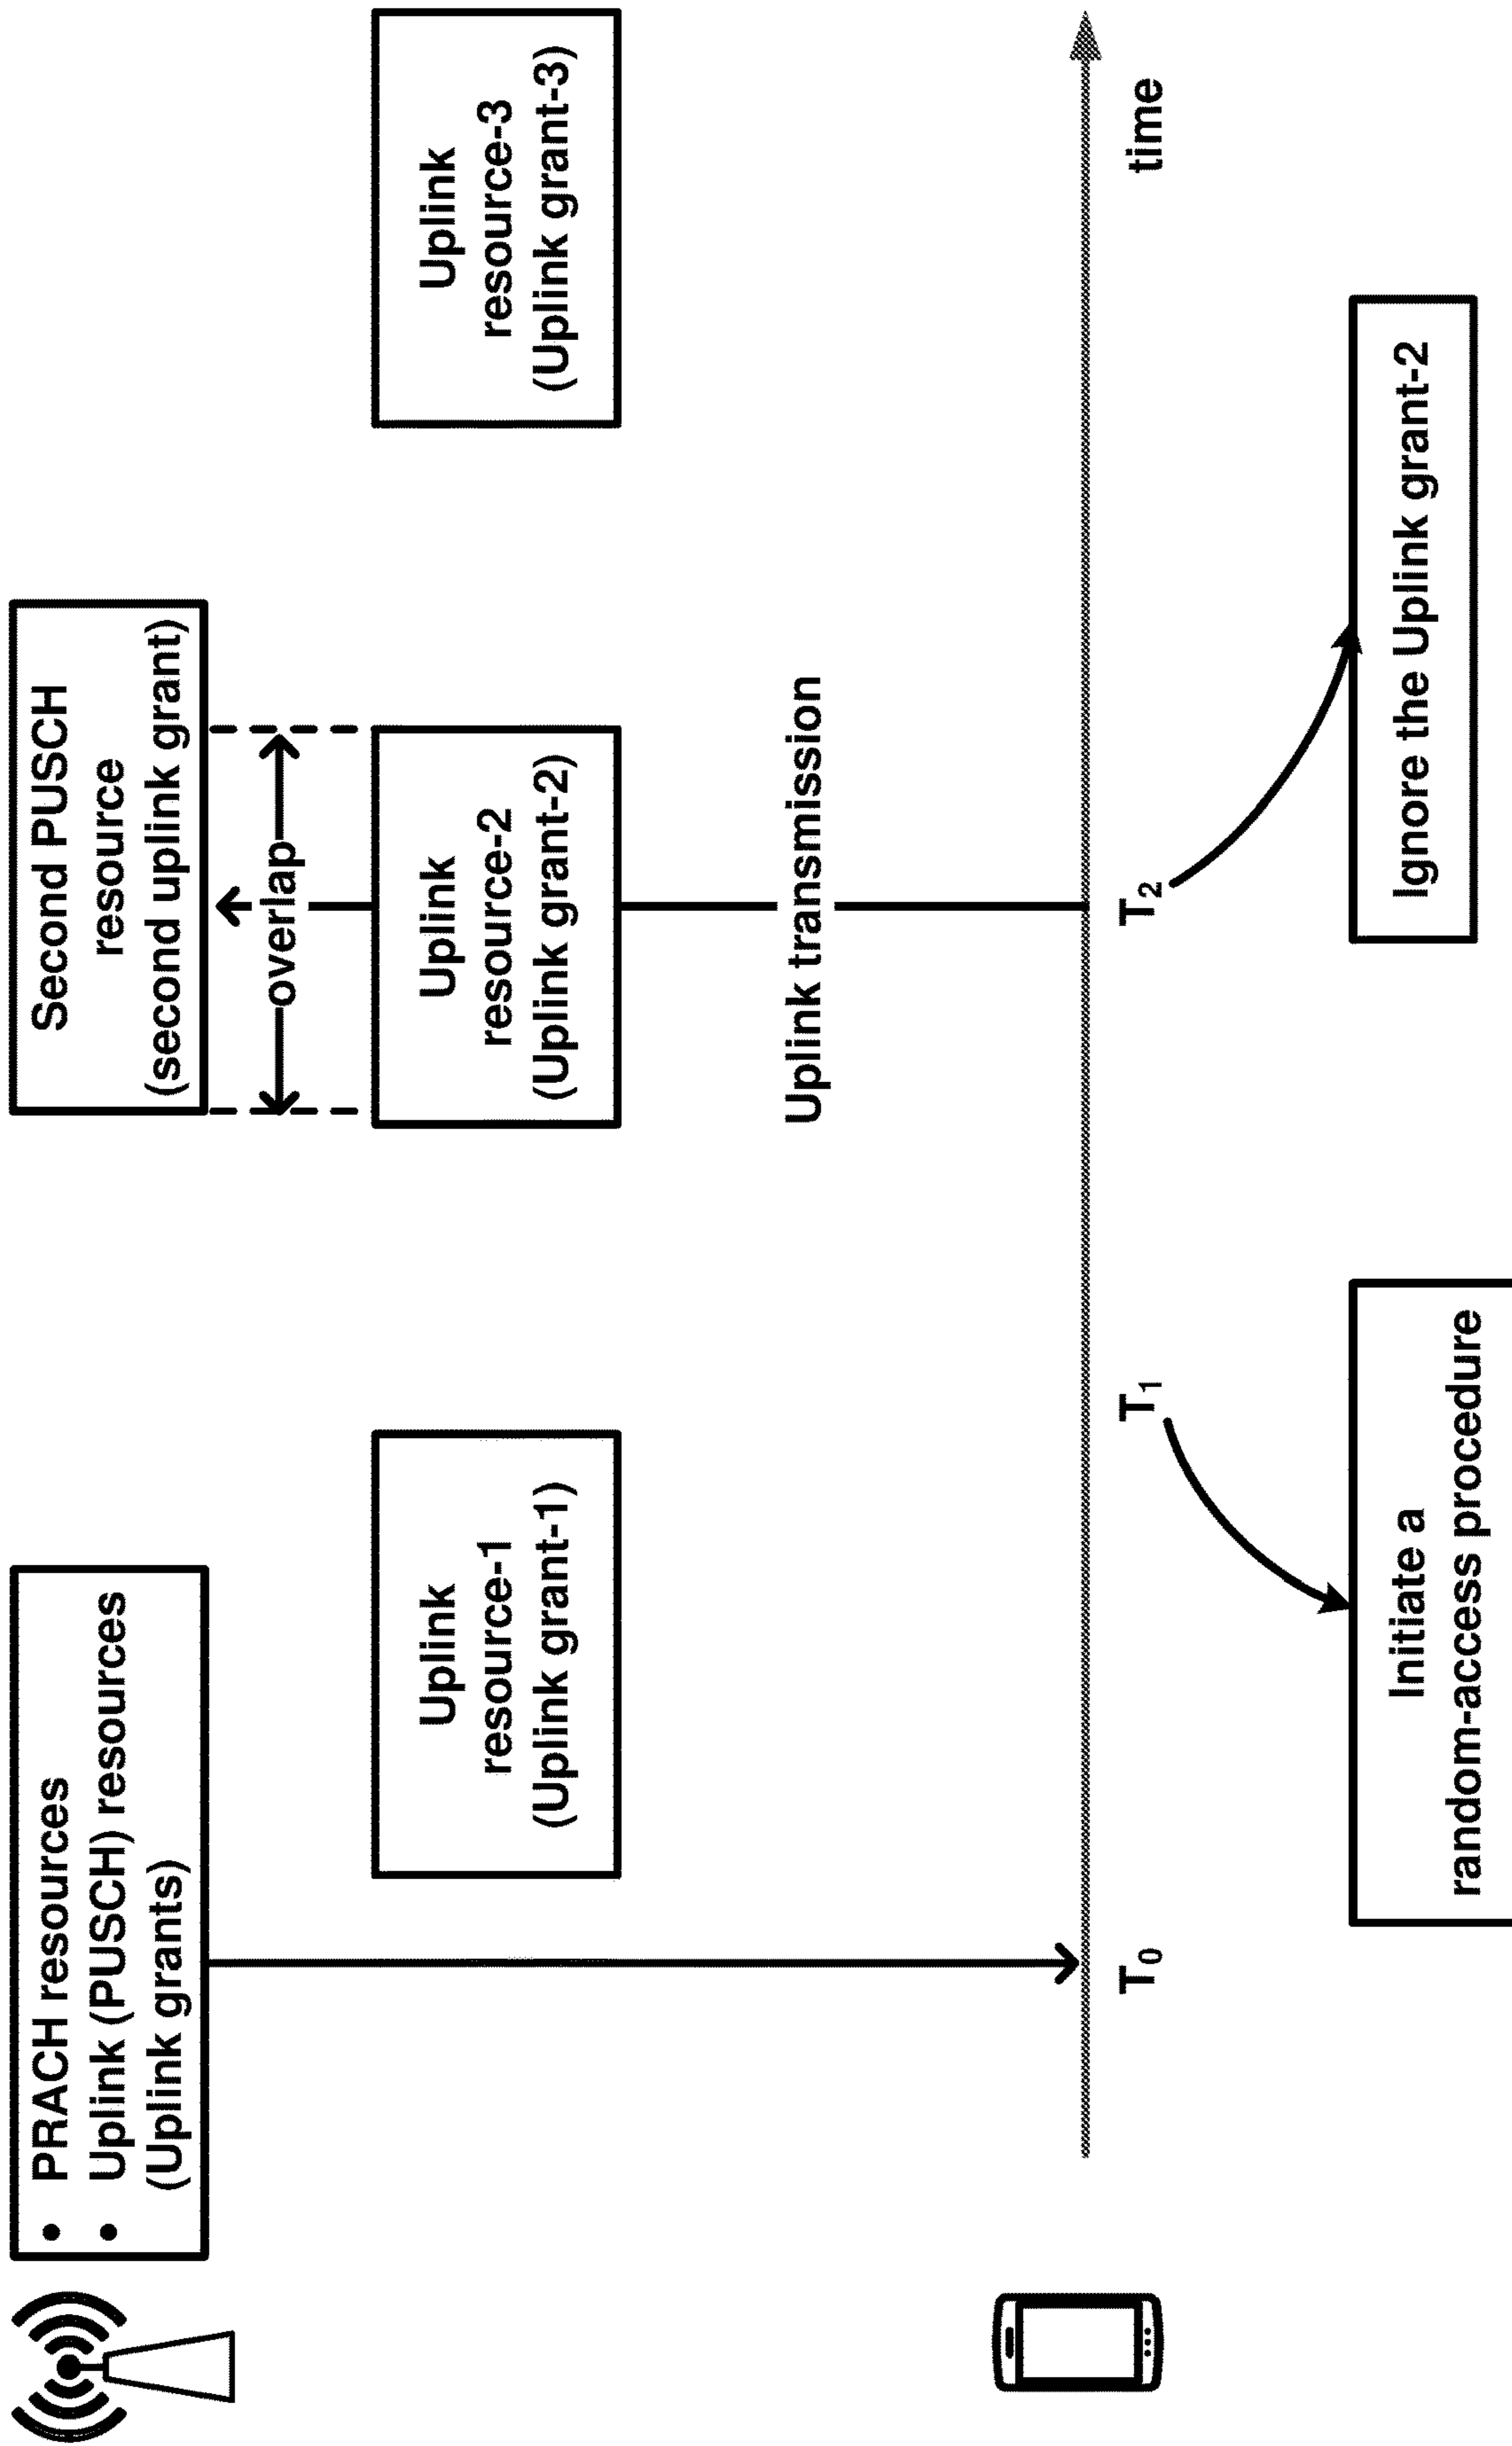 • PRACH resources
• Uplink (PUSCH) resources
(Uplink grants)
Second PUSCH
resource
(second uplink grant)
overlap
Uplink
resource-1
(Uplink grant-1)
Uplink
resource-2
(Uplink grant-2)
Uplink
resource-3
(Uplink grant-3)
Uplink transmission
T0
T1
T2
time
Initiate a
random-access procedure
Ignore the Uplink grant-2